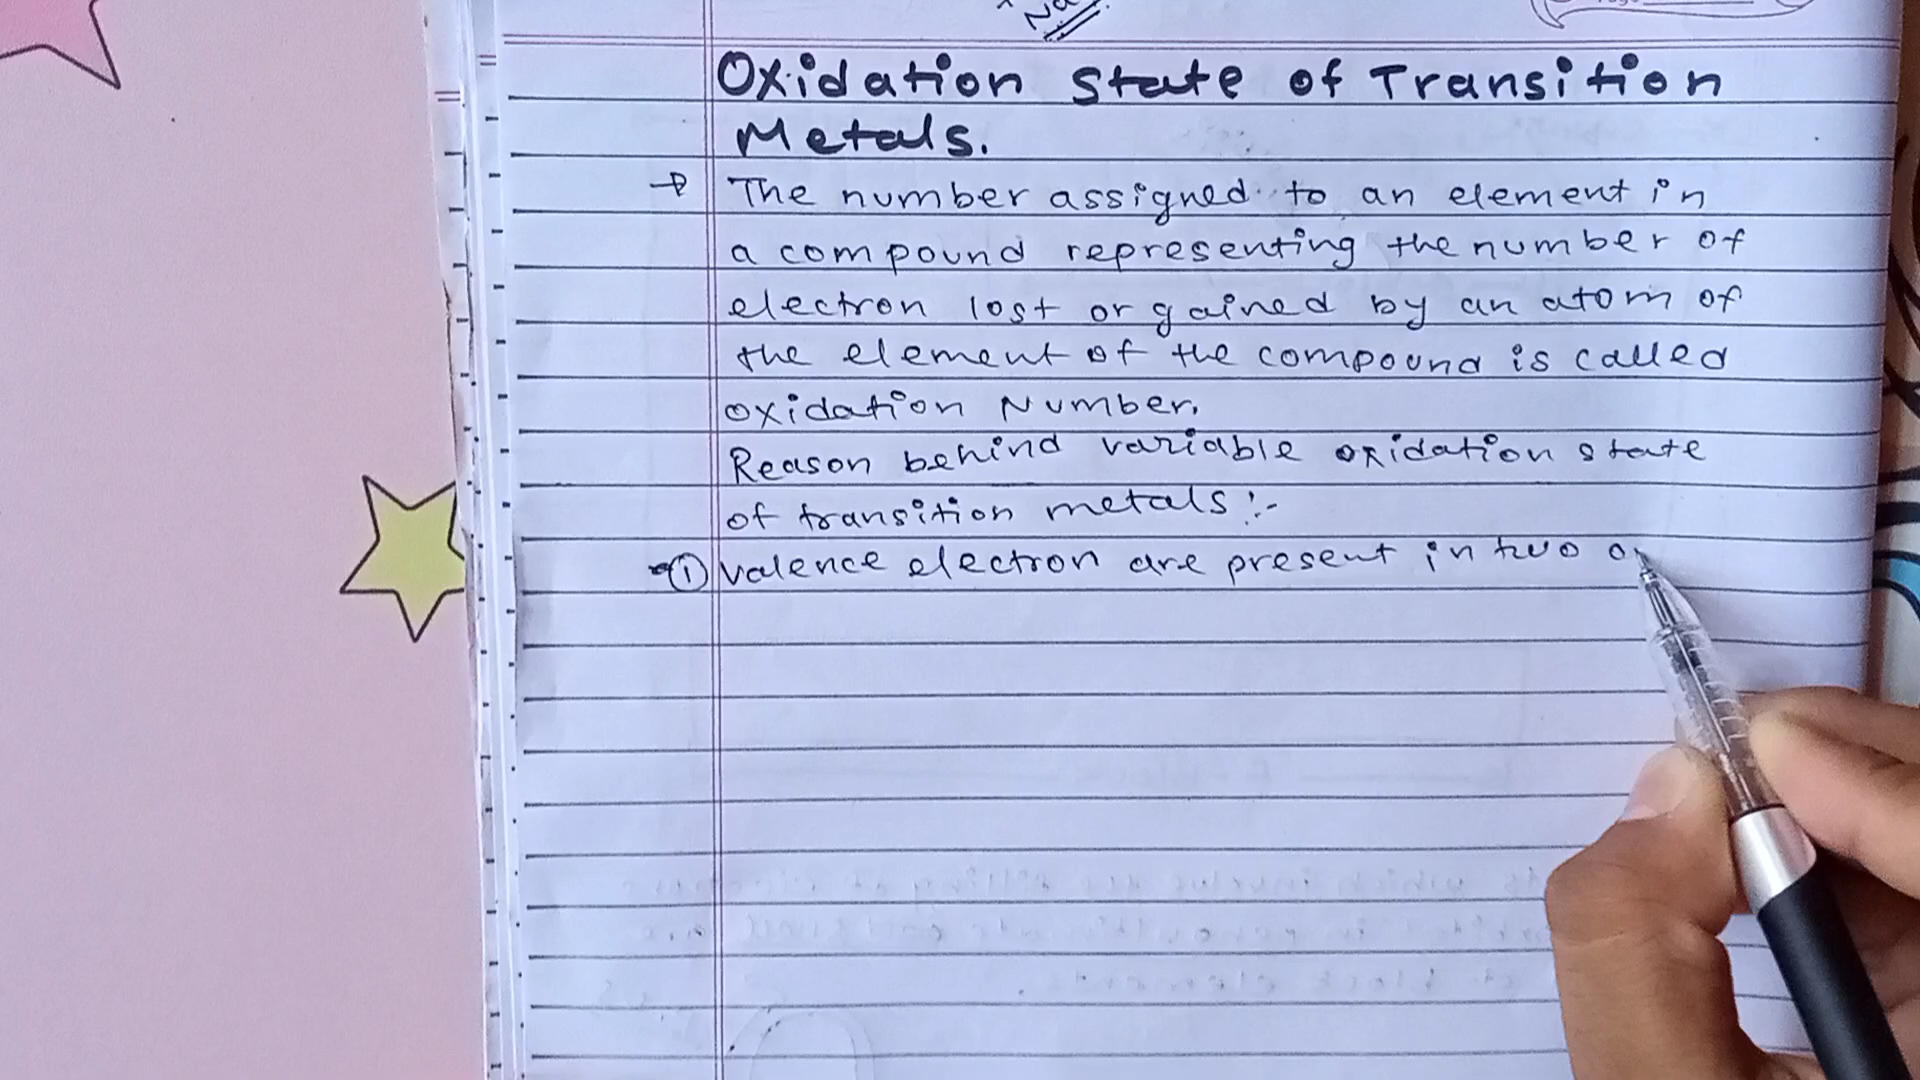 Oxidation State of Transition
Metals.
→ The number assigned to an element in
a compound representing the number of
electron lost or gained by an atom of
the element of the compound is called
oxidation Number.
Reason behind variable oxidation state
of transition metals :-
① valence electron are present in two